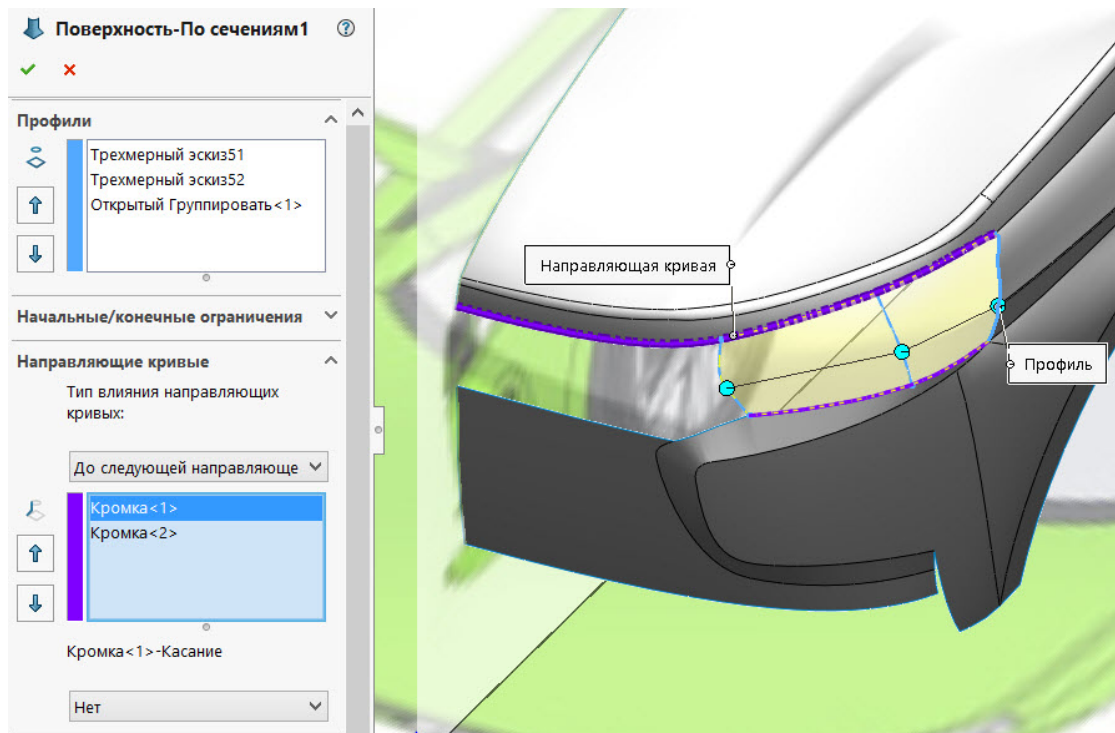 Поверхность-По сечениям1
Профили
Трехмерный эскиз51
Трехмерный эскиз52
Открытый Группировать<1>
Начальные/конечные ограничения
Направляющие кривые
Тип влияния направляющих
кривых:
До следующей направляюще
Кромка<1>
Кромка<2>
Кромка<1>-Касание
Нет
Направляющая кривая
Профиль